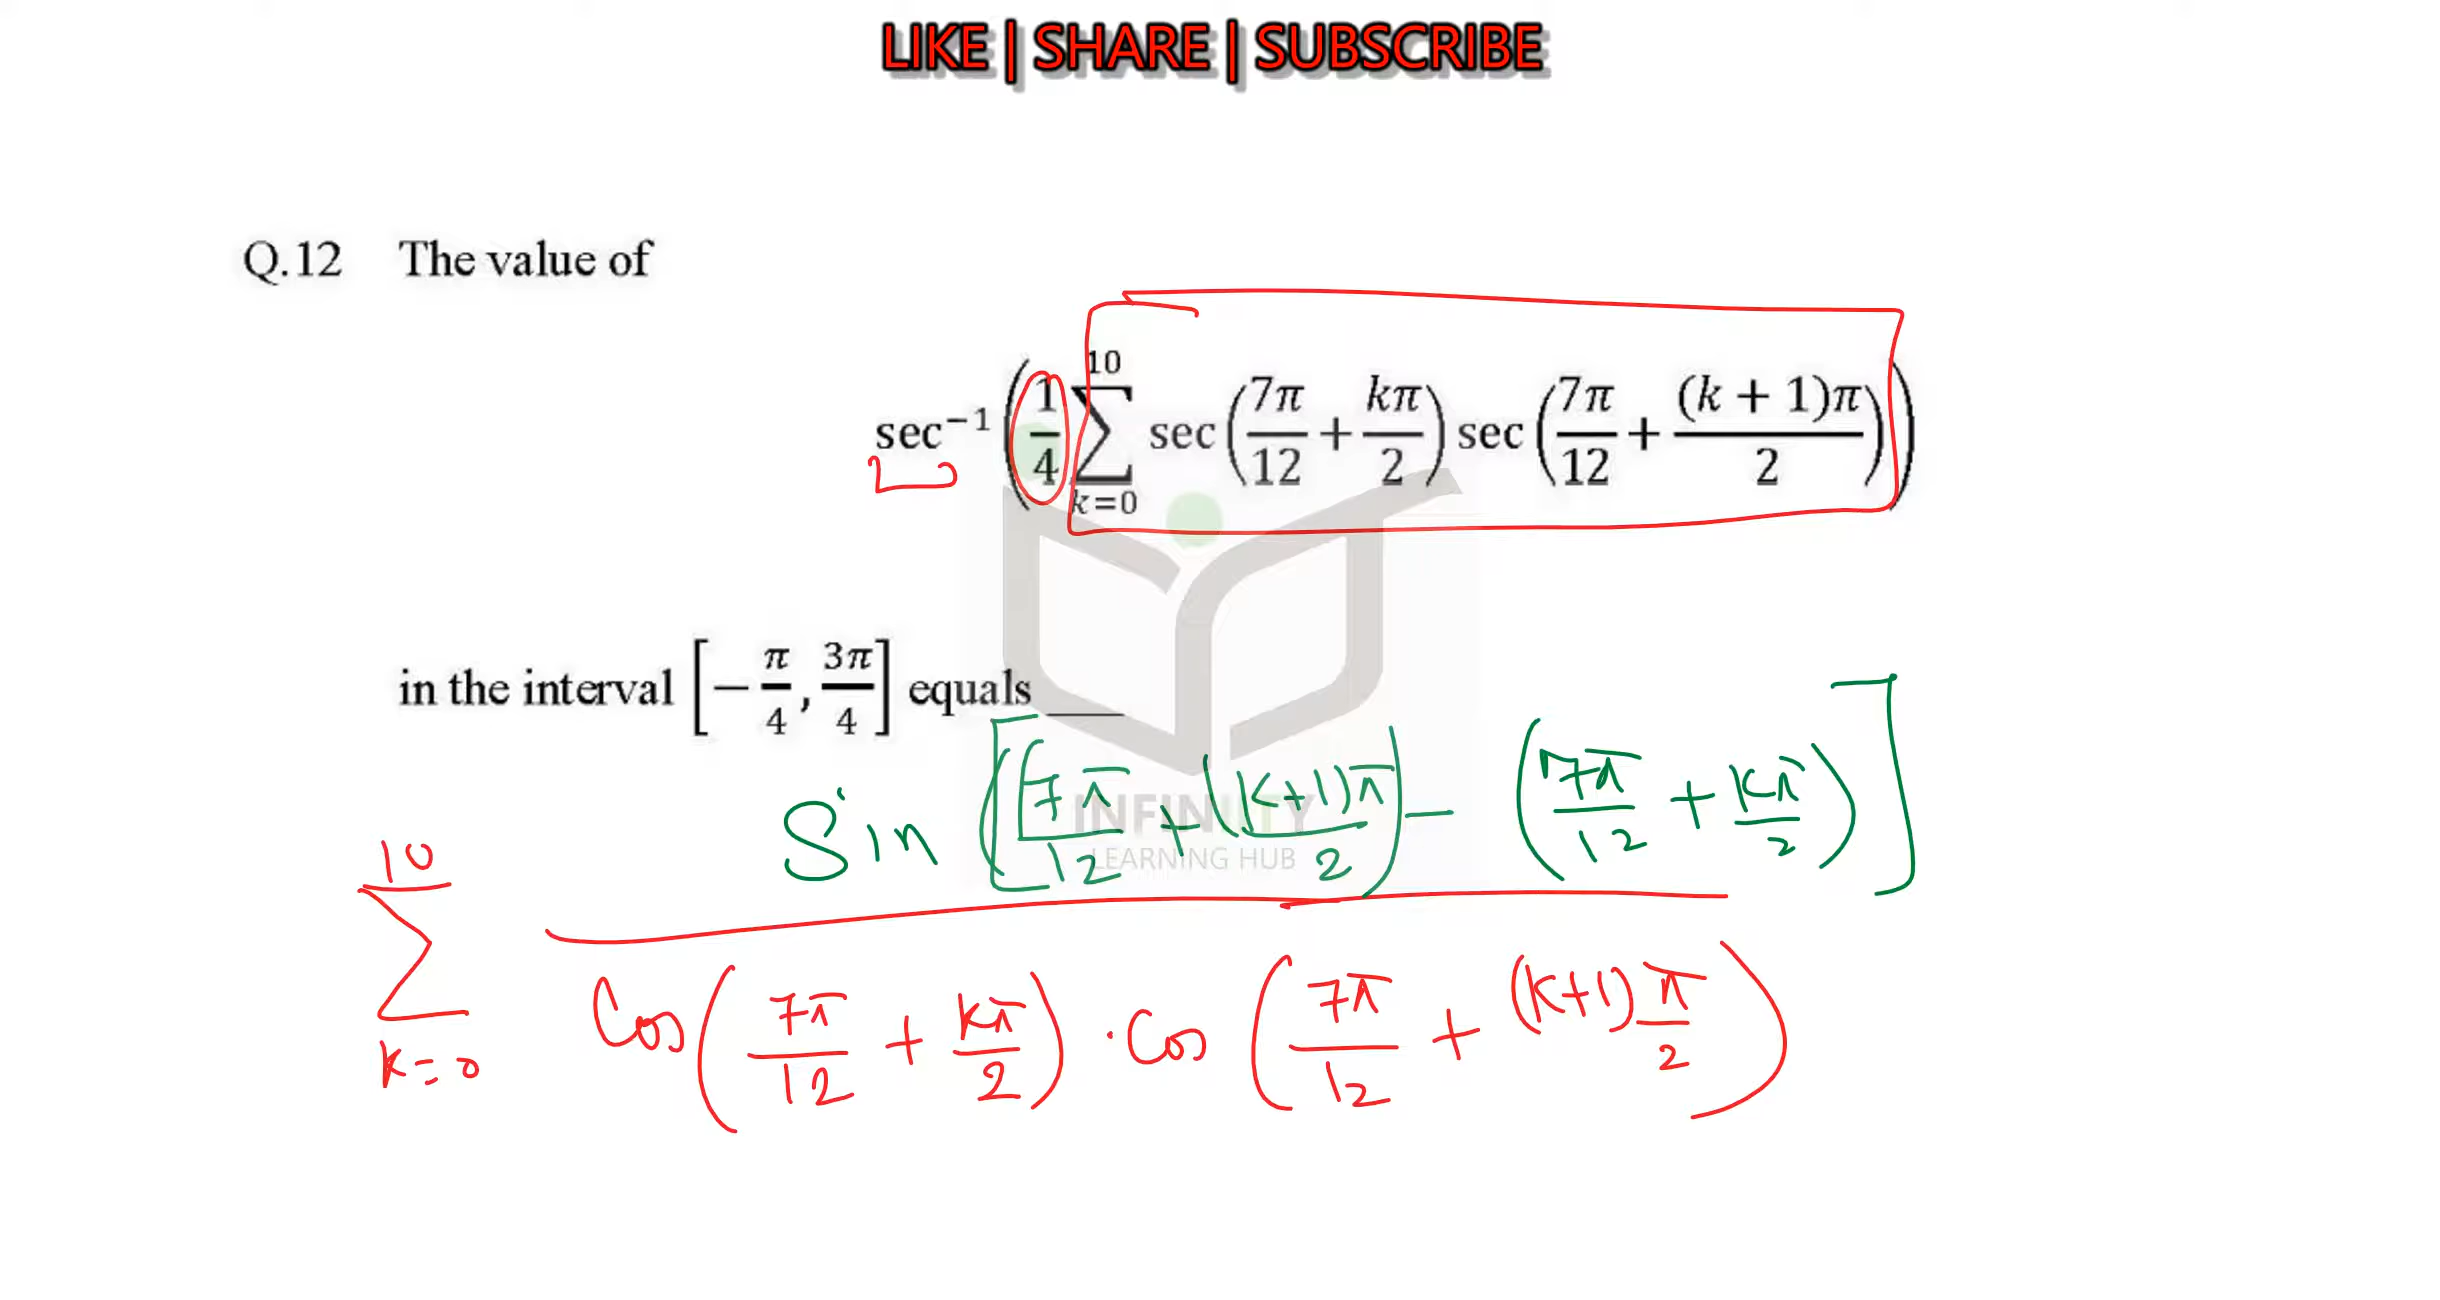 LIKE | SHARE | SUBSCRIBE
Q.12 The value of
sec⁻¹ ( 1/4 ∑_{k=0}^{10} sec( 7π/12 + kπ/2 ) sec( 7π/12 + (k + 1)π/2 ) )
in the interval [ −π/4 , 3π/4 ] equals ____
Sin [ ( 7π/12 + (k+1)π/2 ) − ( 7π/12 + kπ/2 ) ]
INFINITY
LEARNING HUB
∑_{k=0}^{10} ———
Cos( 7π/12 + kπ/2 ) · Cos( 7π/12 + (k+1)π/2 )